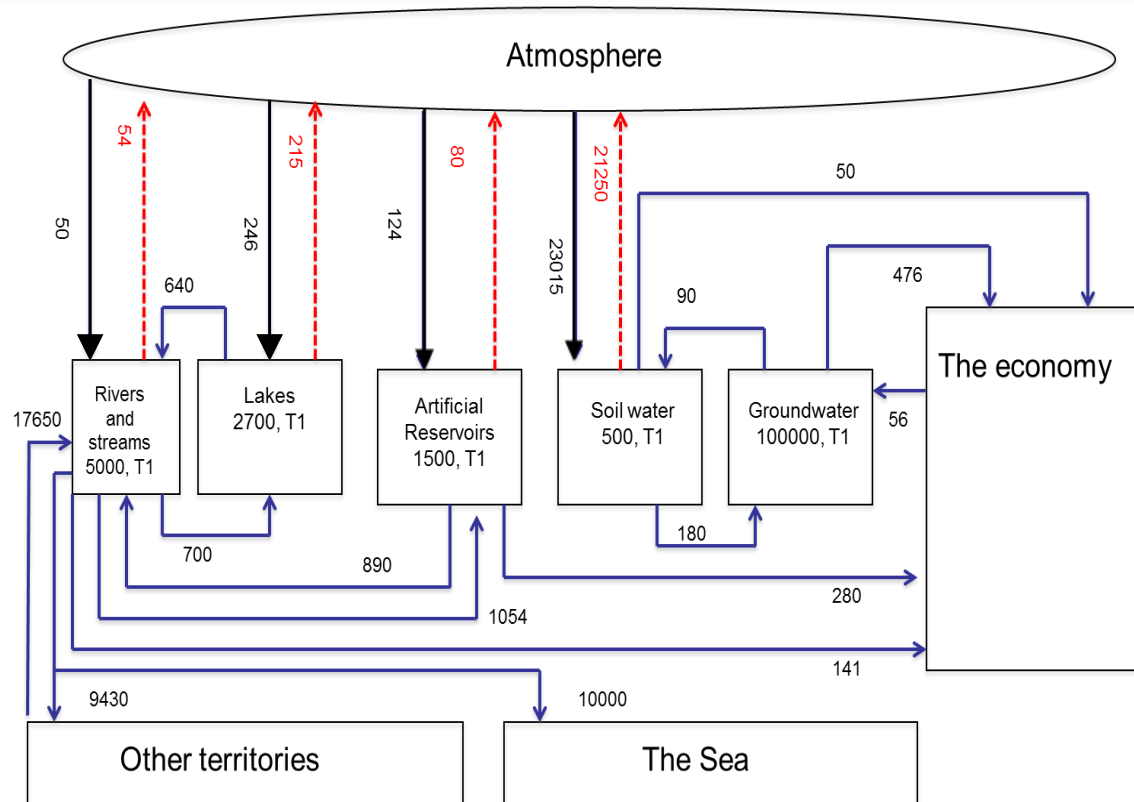 Atmosphere
54
215
80
21250
50
50
246
124
23015
640
90
476
The economy
Rivers
and
streams
5000, T1
Lakes
2700, T1
Artificial
Reservoirs
1500, T1
Soil water
500, T1
Groundwater
100000, T1
17650
56
700
180
890
280
1054
141
9430
10000
Other territories
The Sea